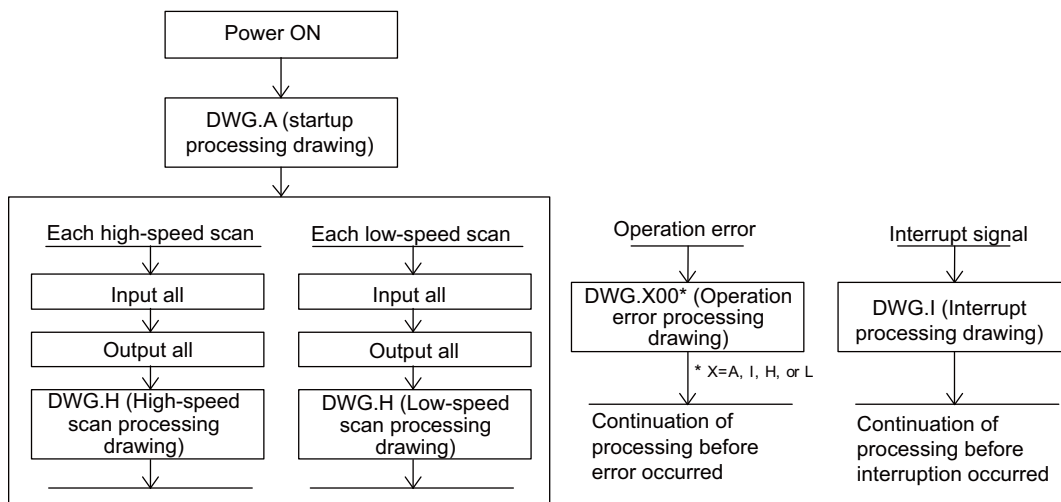 Power ON
DWG.A (startup
processing drawing)
Each high-speed scan
Input all
Output all
DWG.H (High-speed
scan processing
drawing)
Each low-speed scan
Input all
Output all
DWG.H (Low-speed
scan processing
drawing)
Operation error
DWG.X00* (Operation
error processing
drawing)
* X=A, I, H, or L
Continuation of
processing before
error occurred
Interrupt signal
DWG.I (Interrupt
processing drawing)
Continuation of
processing before
interruption occurred